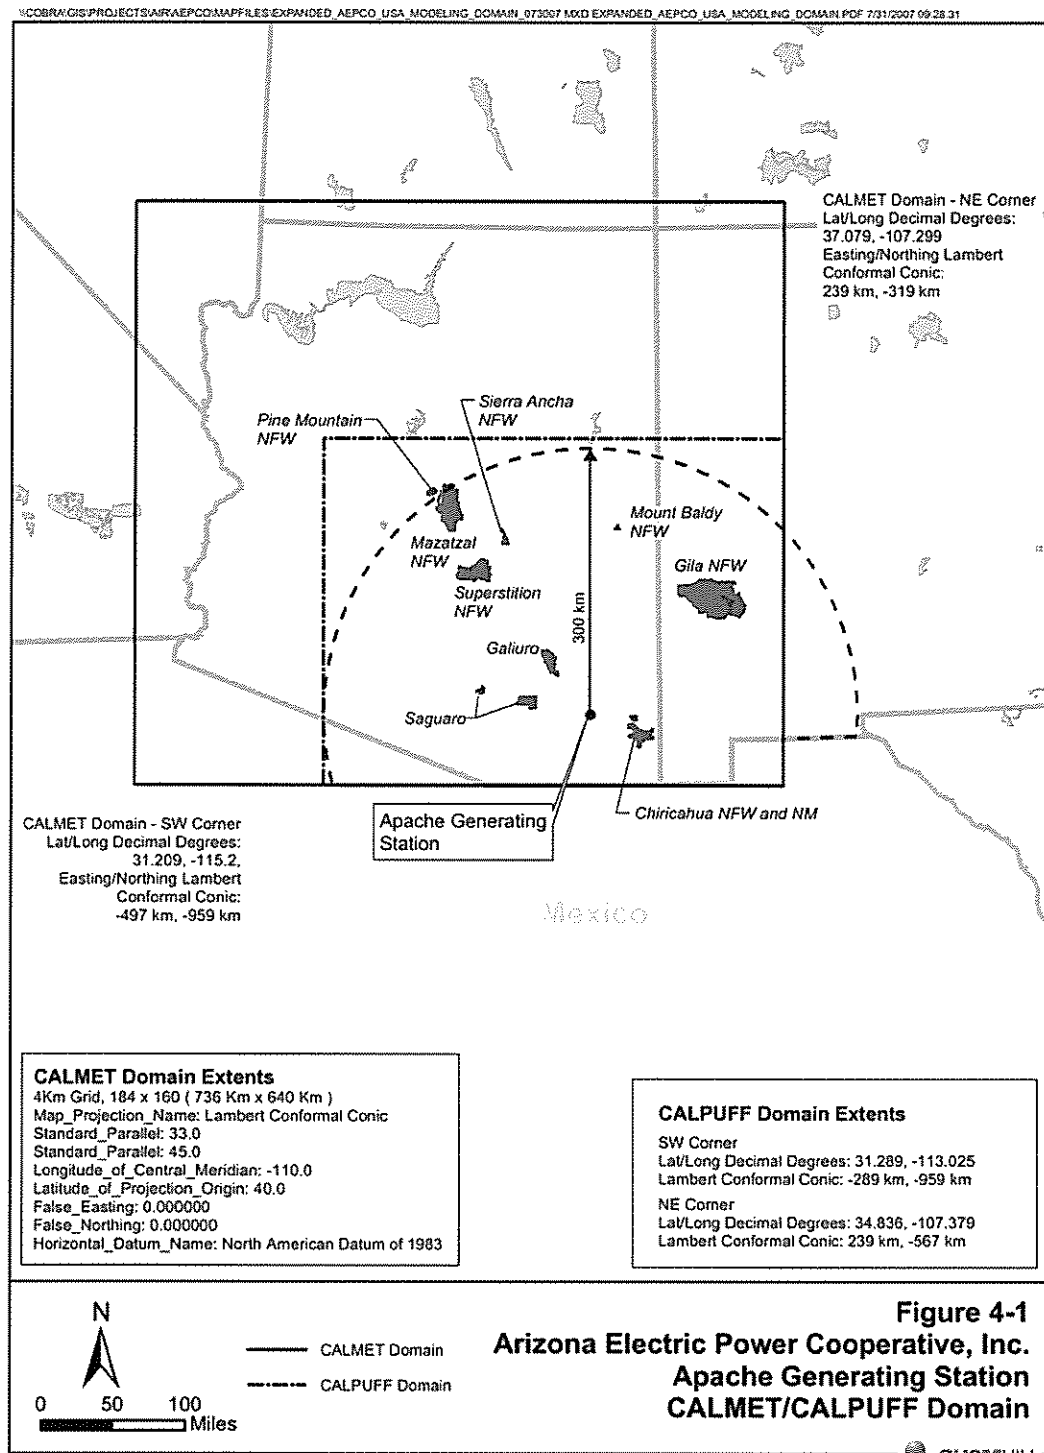 \\COBRA\GIS\PROJECTS\AIR\AEPCO\MAPFILES\EXPANDED_AEPCO_USA_MODELING_DOMAIN_073007 MXD EXPANDED_AEPCO_USA_MODELING_DOMAIN.PDF 7/31/2007 09:28:31
CALMET Domain - NE Corner
Lat/Long Decimal Degrees:
37.079, -107.299
Easting/Northing Lambert
Conformal Conic:
239 km, -319 km
Sierra Ancha
NFW
Pine Mountain
NFW
Mount Baldy
NFW
Mazatzal
NFW
Gila NFW
Superstition
NFW
300 km
Galiuro
Saguaro
Chiricahua NFW and NM
Apache Generating
Station
CALMET Domain - SW Corner
Lat/Long Decimal Degrees:
31.209, -115.2,
Easting/Northing Lambert
Conformal Conic:
-497 km, -959 km
Mexico
CALMET Domain Extents
4Km Grid, 184 x 160 ( 736 Km x 640 Km )
Map_Projection_Name: Lambert Conformal Conic
Standard_Parallel: 33.0
Standard_Parallel: 45.0
Longitude_of_Central_Meridian: -110.0
Latitude_of_Projection_Origin: 40.0
False_Easting: 0.000000
False_Northing: 0.000000
Horizontal_Datum_Name: North American Datum of 1983
CALPUFF Domain Extents
SW Corner
Lat/Long Decimal Degrees: 31.289, -113.025
Lambert Conformal Conic: -289 km, -959 km
NE Corner
Lat/Long Decimal Degrees: 34.836, -107.379
Lambert Conformal Conic: 239 km, -567 km
N
0 50 100
Miles
CALMET Domain
CALPUFF Domain
Figure 4-1
Arizona Electric Power Cooperative, Inc.
Apache Generating Station
CALMET/CALPUFF Domain